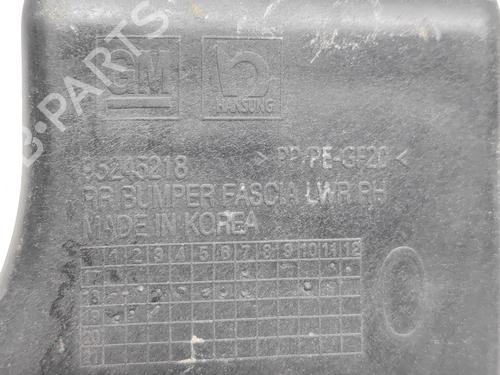 GM
HANSUNG
95245218 > PP/PE-GF20 <
RR BUMPER FASCIA LWR RH
MADE IN KOREA
1 2 3 4 5 6 7 8 9 10 11 12
B-PARTS